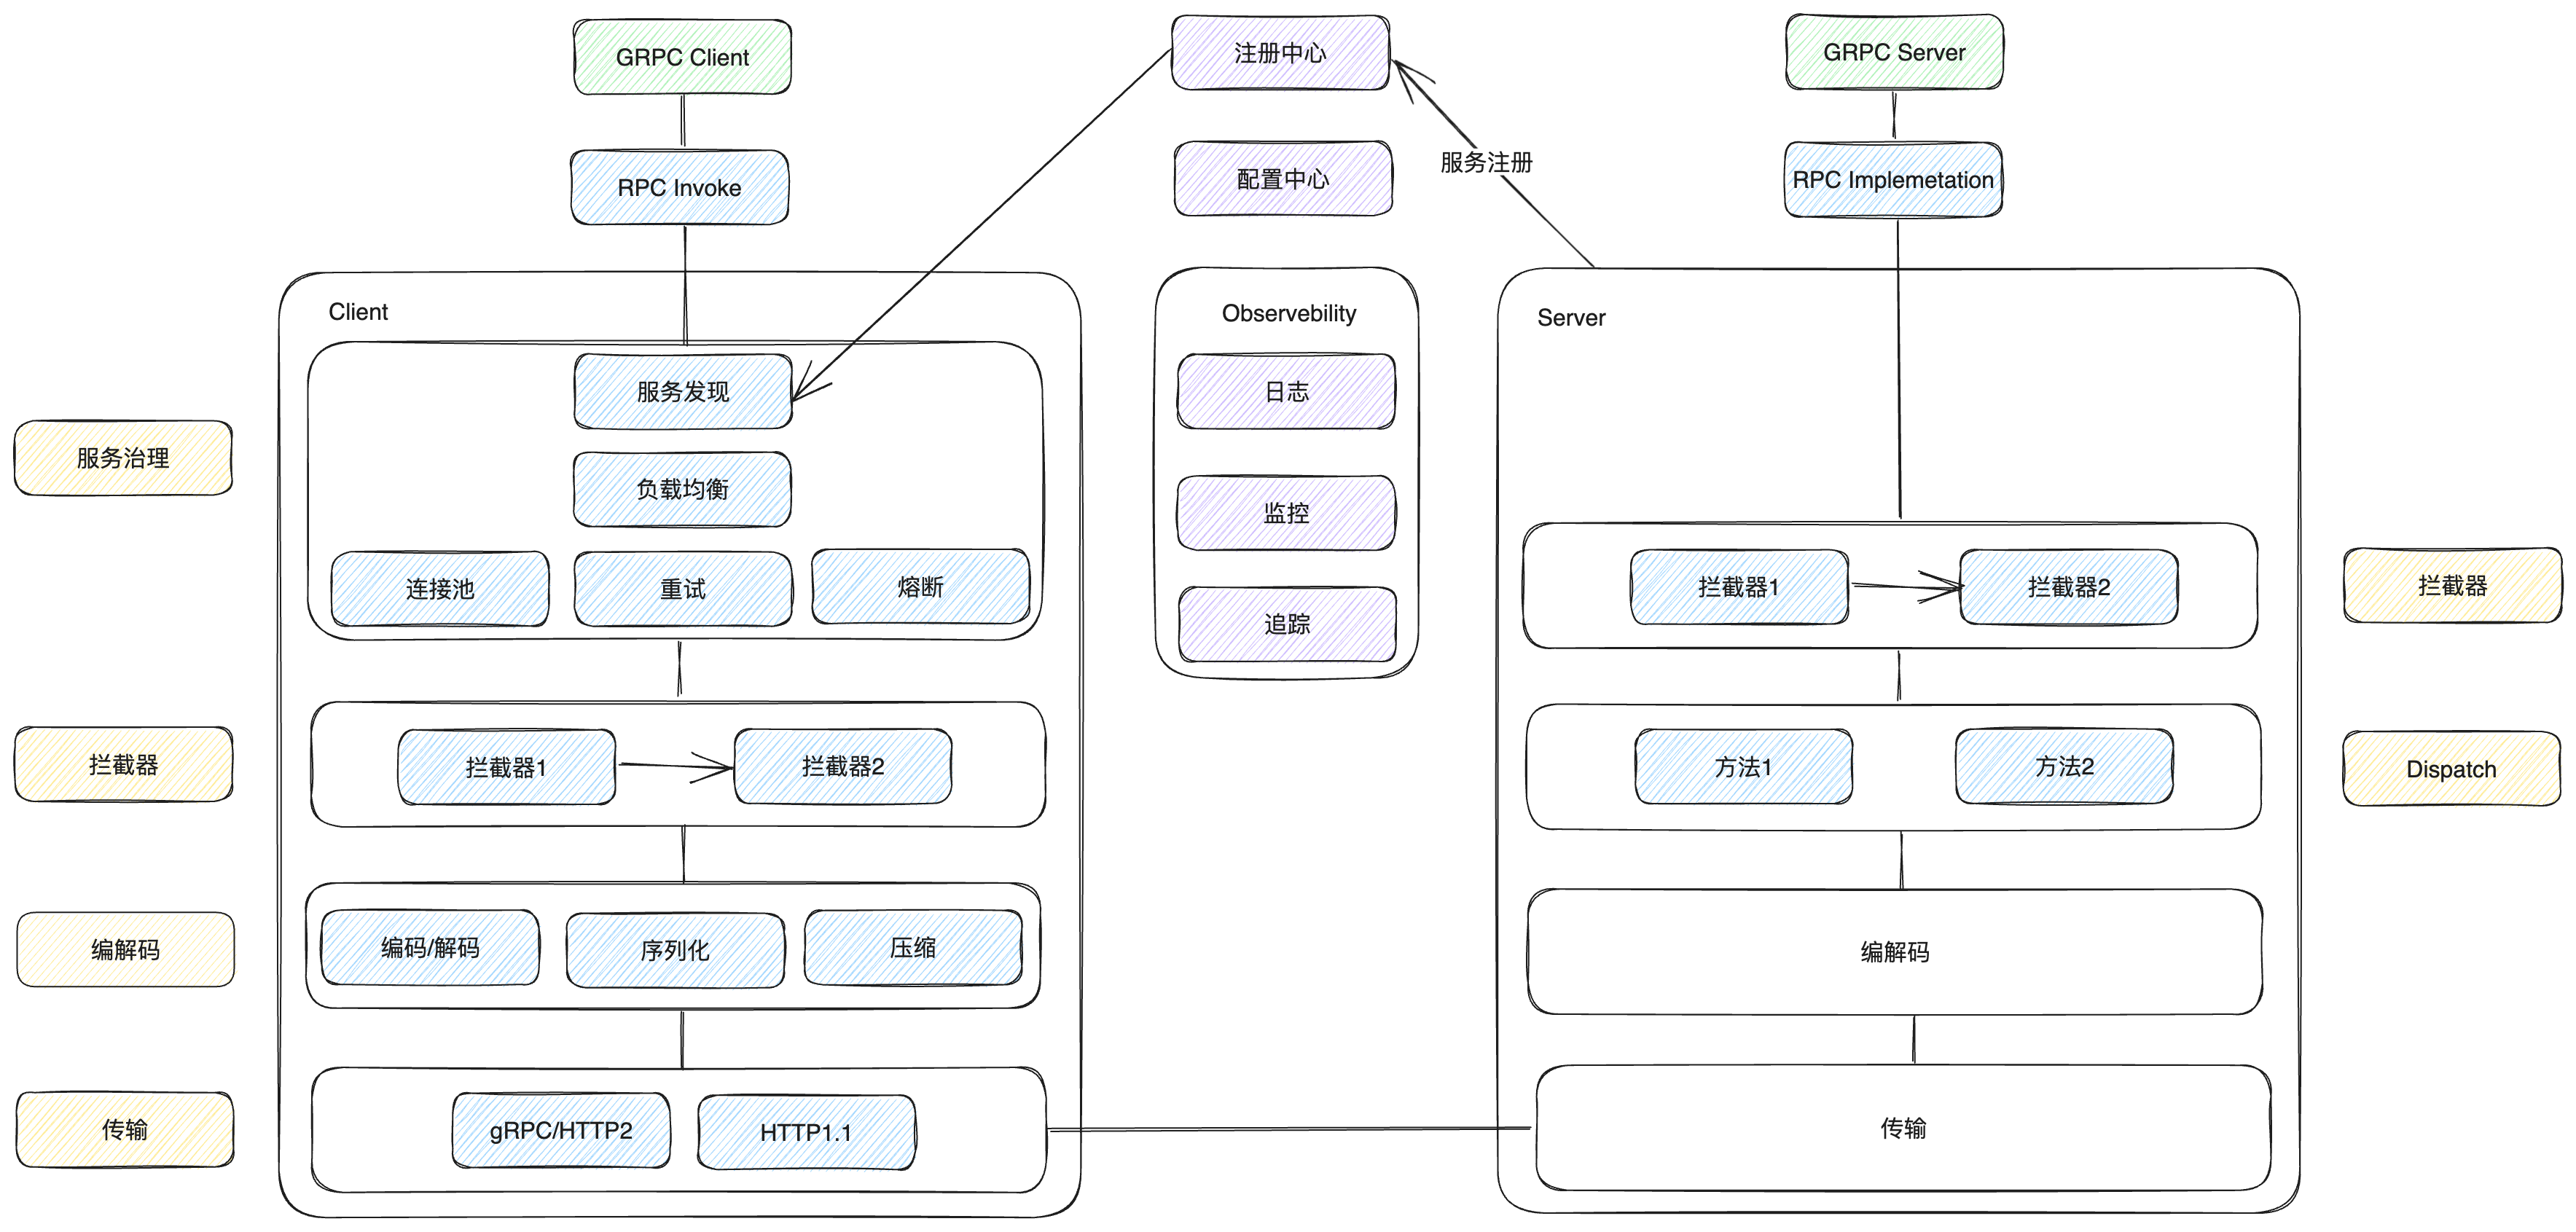 GRPC Client
注册中心
GRPC Server
RPC Invoke
配置中心
服务注册
RPC Implemetation
Client
Observebility
Server
服务发现
日志
服务治理
负载均衡
监控
连接池
重试
熔断
追踪
拦截器1
拦截器2
拦截器
拦截器
拦截器1
拦截器2
方法1
方法2
Dispatch
编解码
编码/解码
序列化
压缩
编解码
传输
gRPC/HTTP2
HTTP1.1
传输